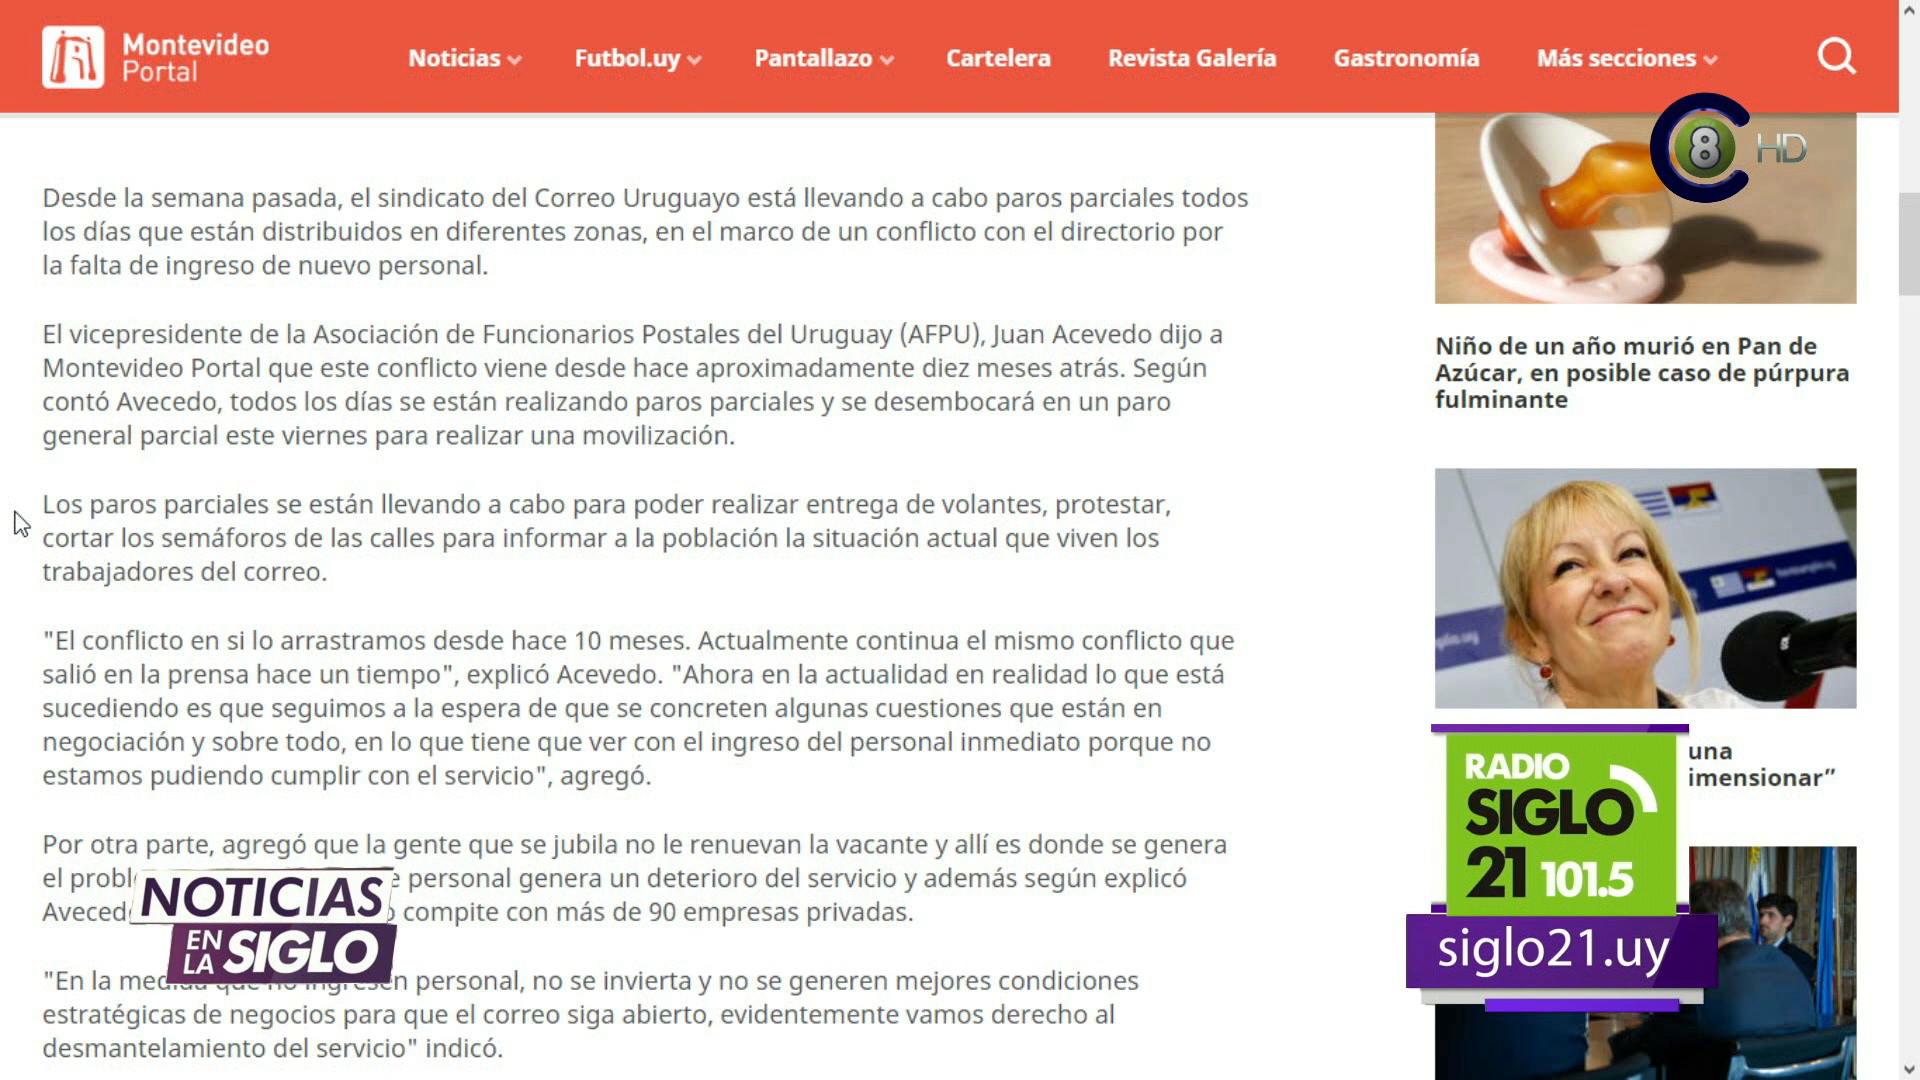 Montevideo
Portal
Noticias
Futbol.uy
Pantallazo
Cartelera
Revista Galería
Gastronomía
Más secciones
8 HD
Desde la semana pasada, el sindicato del Correo Uruguayo está llevando a cabo paros parciales todos
los días que están distribuidos en diferentes zonas, en el marco de un conflicto con el directorio por
la falta de ingreso de nuevo personal.
El vicepresidente de la Asociación de Funcionarios Postales del Uruguay (AFPU), Juan Acevedo dijo a
Montevideo Portal que este conflicto viene desde hace aproximadamente diez meses atrás. Según
contó Avecedo, todos los días se están realizando paros parciales y se desembocará en un paro
general parcial este viernes para realizar una movilización.
Los paros parciales se están llevando a cabo para poder realizar entrega de volantes, protestar,
cortar los semáforos de las calles para informar a la población la situación actual que viven los
trabajadores del correo.
"El conflicto en si lo arrastramos desde hace 10 meses. Actualmente continua el mismo conflicto que
salió en la prensa hace un tiempo", explicó Acevedo. "Ahora en la actualidad en realidad lo que está
sucediendo es que seguimos a la espera de que se concreten algunas cuestiones que están en
negociación y sobre todo, en lo que tiene que ver con el ingreso del personal inmediato porque no
estamos pudiendo cumplir con el servicio", agregó.
Por otra parte, agregó que la gente que se jubila no le renuevan la vacante y allí es donde se genera
el personal genera un deterioro del servicio y además según explicó
compite con más de 90 empresas privadas.
"En la medida que no ingresen personal, no se invierta y no se generen mejores condiciones
estratégicas de negocios para que el correo siga abierto, evidentemente vamos derecho al
desmantelamiento del servicio" indicó.
NOTICIAS
EN
LA SIGLO
Niño de un año murió en Pan de
Azúcar, en posible caso de púrpura
fulminante
una
imensionar”
RADIO
SIGLO
21 101.5
siglo21.uy